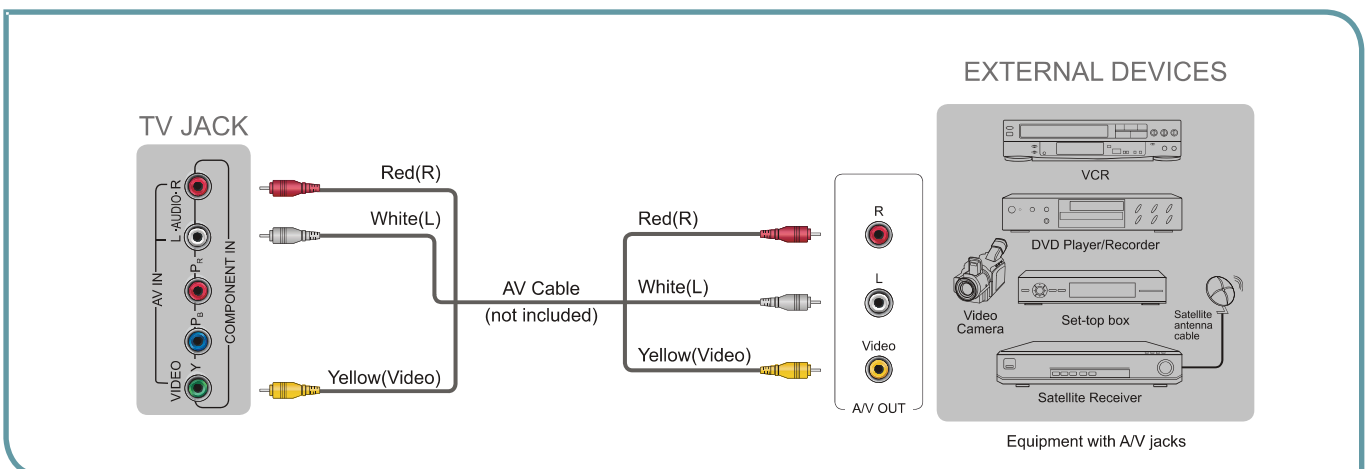 EXTERNAL DEVICES
TV JACK
AV IN
L-AUDIO-R
VIDEO
PR
PB
Y
COMPONENT IN
Red(R)
White(L)
Yellow(Video)
AV Cable
(not included)
Red(R)
White(L)
Yellow(Video)
R
L
Video
A/V OUT
VCR
DVD Player/Recorder
Video
Camera
Set-top box
Satellite
antenna
cable
Satellite Receiver
Equipment with A/V jacks